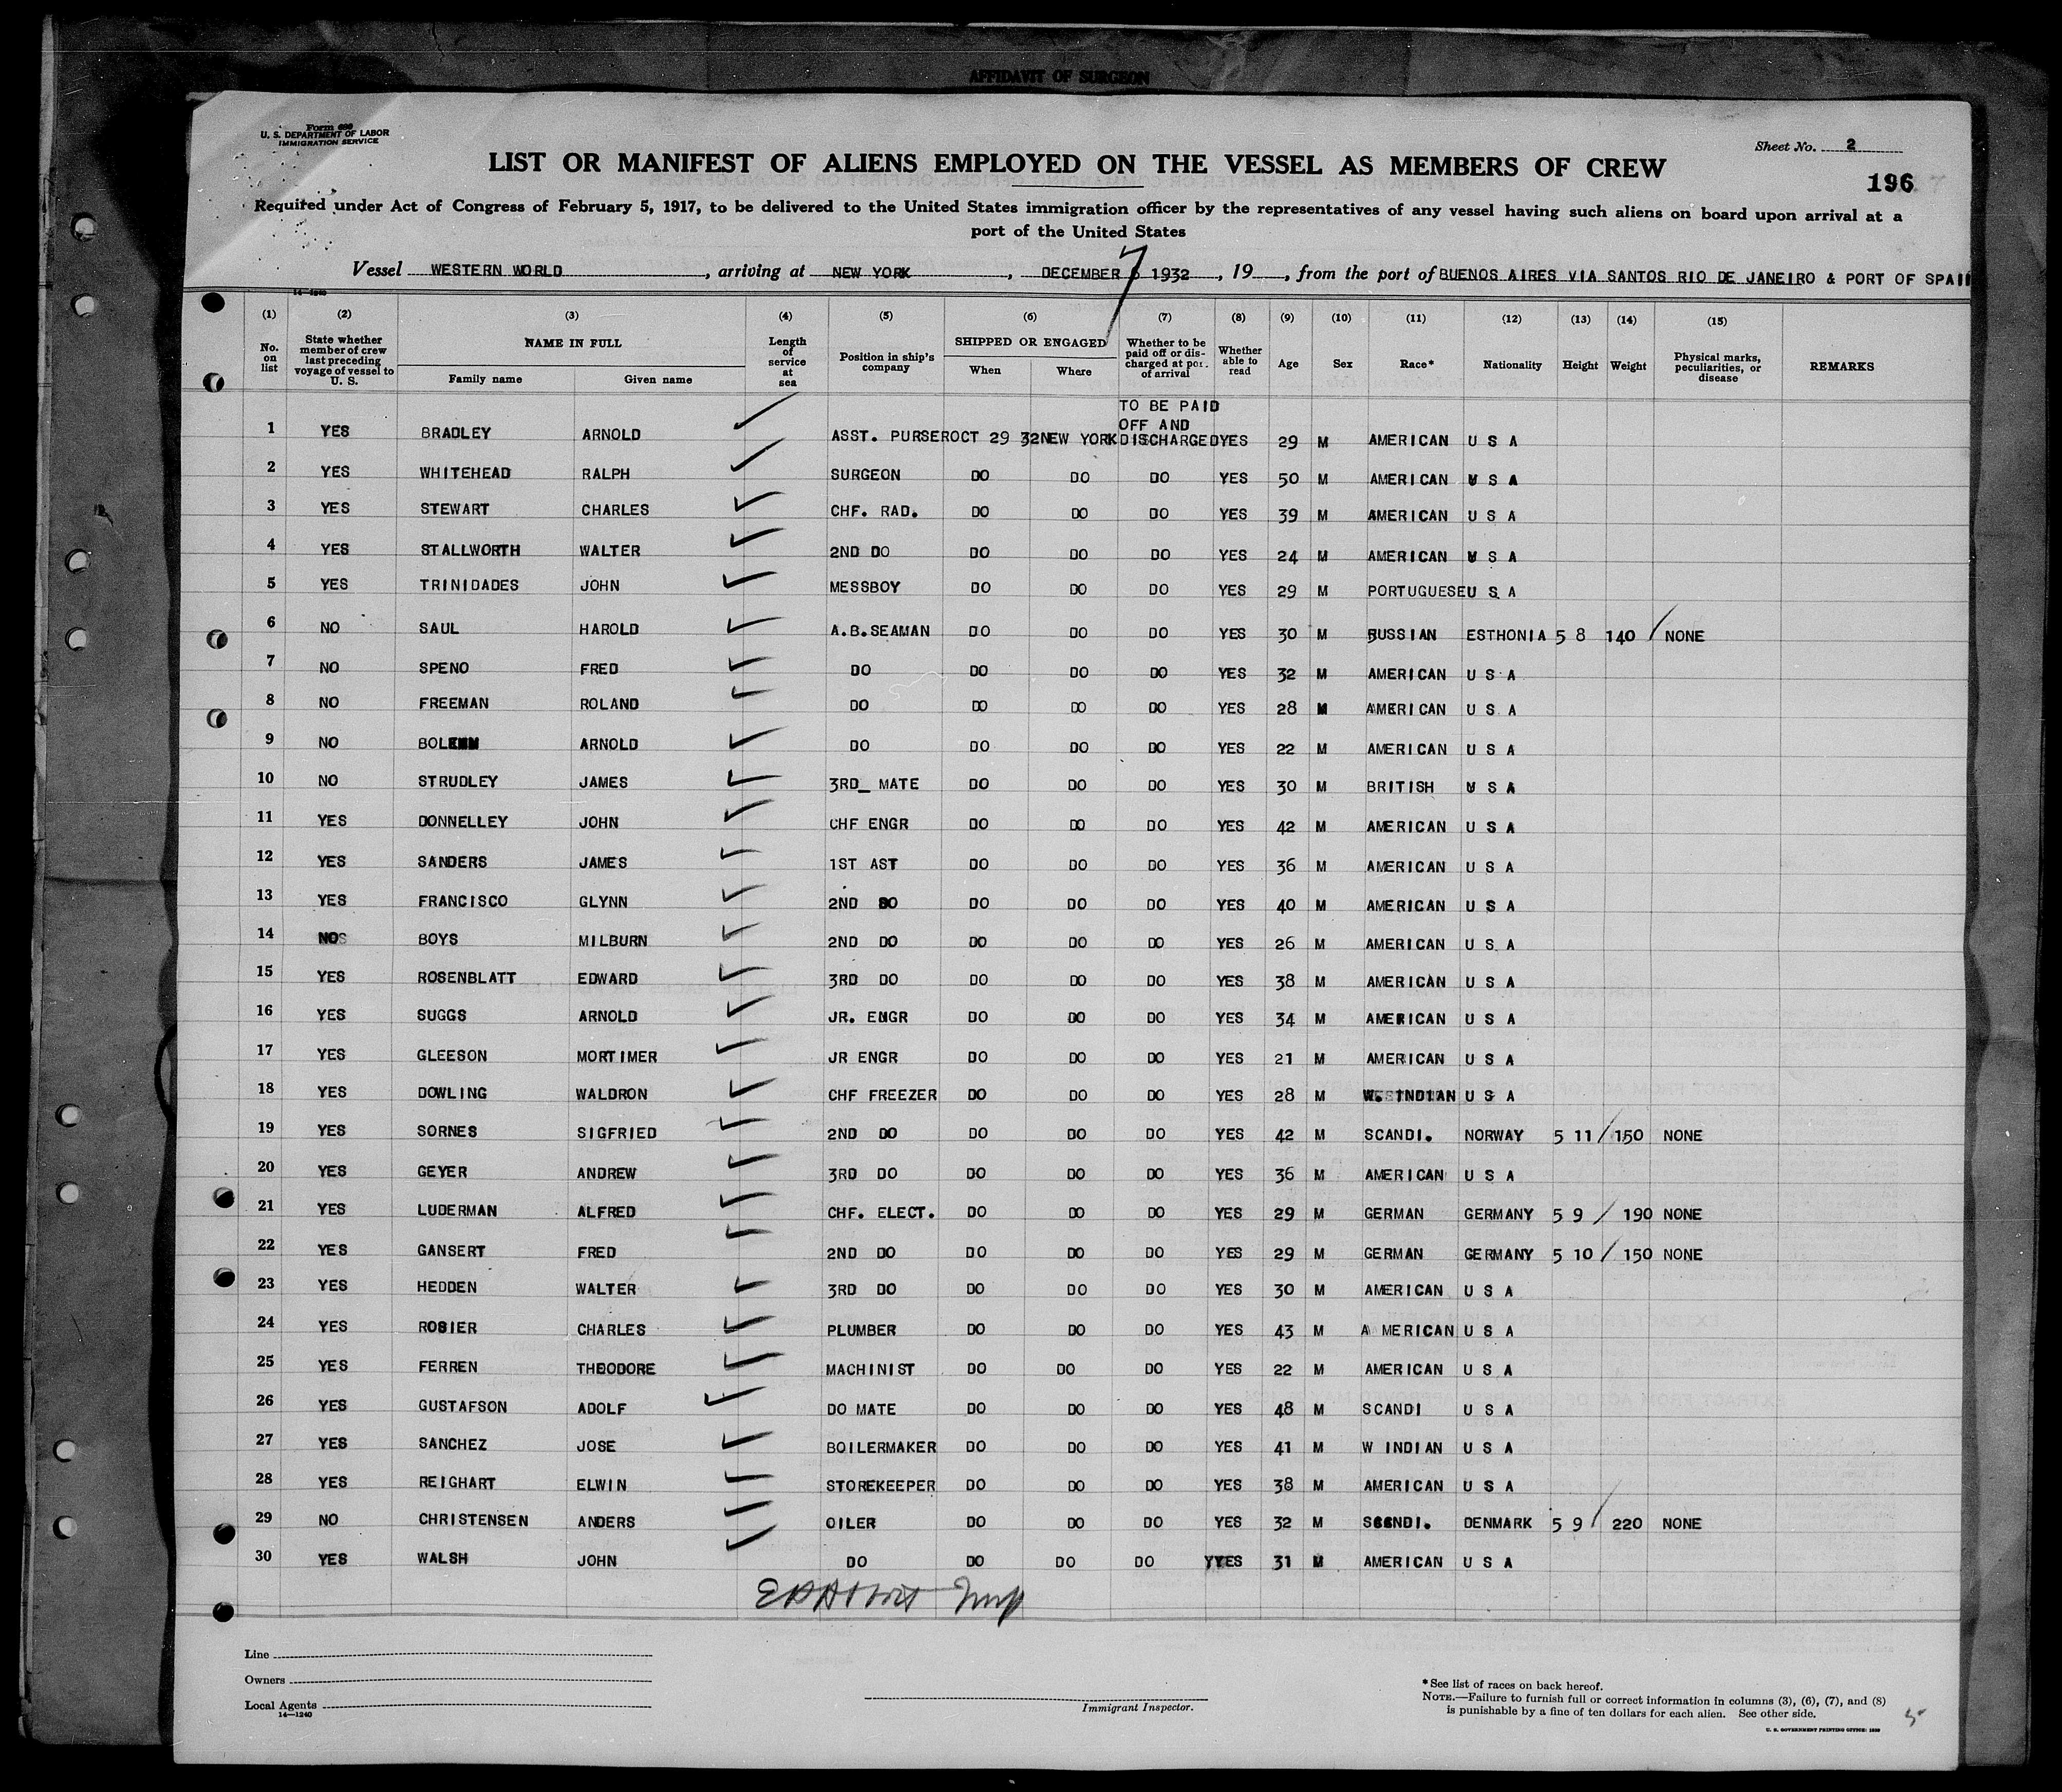 AFFIDAVIT OF SURGEON
Form 680
U. S. DEPARTMENT OF LABOR
IMMIGRATION SERVICE
Sheet No. 2
LIST OR MANIFEST OF ALIENS EMPLOYED ON THE VESSEL AS MEMBERS OF CREW
196
Required under Act of Congress of February 5, 1917, to be delivered to the United States immigration officer by the representatives of any vessel having such aliens on board upon arrival at a
port of the United States
Vessel WESTERN WORLD, arriving at NEW YORK, DECEMBER 7 1932, 19, from the port of BUENOS AIRES VIA SANTOS RIO DE JANEIRO & PORT OF SPAIN
14—1240
(1) (2) (3) (4) (5) (6) (7) (8) (9) (10) (11) (12) (13) (14) (15)
No. on list State whether member of crew last preceding voyage of vessel to U. S. NAME IN FULL Family name Given name Length of service at sea Position in ship's company SHIPPED OR ENGAGED When Where Whether to be paid off or discharged at port of arrival Whether able to read Age Sex Race* Nationality Height Weight Physical marks, peculiarities, or disease REMARKS
TO BE PAID
OFF AND
1 YES BRADLEY ARNOLD ASST. PURSER OCT 29 32 NEW YORK DISCHARGED YES 29 M AMERICAN U S A
2 YES WHITEHEAD RALPH SURGEON DO DO DO YES 50 M AMERICAN U S A
3 YES STEWART CHARLES CHF. RAD. DO DO DO YES 39 M AMERICAN U S A
4 YES STALLWORTH WALTER 2ND DO DO DO DO YES 24 M AMERICAN U S A
5 YES TRINIDADES JOHN MESSBOY DO DO DO YES 29 M PORTUGUESE U S A
6 NO SAUL HAROLD A.B.SEAMAN DO DO DO YES 30 M RUSSIAN ESTHONIA 5 8 140 / NONE
7 NO SPENO FRED DO DO DO DO YES 32 M AMERICAN U S A
8 NO FREEMAN ROLAND DO DO DO DO YES 28 M AMERICAN U S A
9 NO ARNOLD DO DO DO DO YES 22 M AMERICAN U S A
10 NO STRUDLEY JAMES 3RD_ MATE DO DO DO YES 30 M BRITISH U S A
11 YES DONNELLEY JOHN CHF ENGR DO DO DO YES 42 M AMERICAN U S A
12 YES SANDERS JAMES 1ST AST DO DO DO YES 36 M AMERICAN U S A
13 YES FRANCISCO GLYNN 2ND DO DO DO DO YES 40 M AMERICAN U S A
14 NO BOYS MILBURN 2ND DO DO DO DO YES 26 M AMERICAN U S A
15 YES ROSENBLATT EDWARD 3RD DO DO DO DO YES 38 M AMERICAN U S A
16 YES SUGGS ARNOLD JR. ENGR DO DO DO YES 34 M AMERICAN U S A
17 YES GLEESON MORTIMER JR ENGR DO DO DO YES 21 M AMERICAN U S A
18 YES DOWLING WALDRON CHF FREEZER DO DO DO YES 28 M W. INDIAN U S A
19 YES SORNES SIGFRIED 2ND DO DO DO DO YES 42 M SCANDI. NORWAY 5 11 / 150 NONE
20 YES GEYER ANDREW 3RD DO DO DO DO YES 36 M AMERICAN U S A
21 YES LUDERMAN ALFRED CHF. ELECT. DO DO DO YES 29 M GERMAN GERMANY 5 9 / 190 NONE
22 YES GANSERT FRED 2ND DO DO DO DO YES 29 M GERMAN GERMANY 5 10 / 150 NONE
23 YES HEDDEN WALTER 3RD DO DO DO DO YES 30 M AMERICAN U S A
24 YES ROSIER CHARLES PLUMBER DO DO DO YES 43 M A MERICAN U S A
25 YES FERREN THEODORE MACHINIST DO DO DO YES 22 M AMERICAN U S A
26 YES GUSTAFSON ADOLF DO MATE DO DO DO YES 48 M SCANDI U S A
27 YES SANCHEZ JOSE BOILERMAKER DO DO DO YES 41 M W INDIAN U S A
28 YES REIGHART ELWIN STOREKEEPER DO DO DO YES 38 M AMERICAN U S A
29 NO CHRISTENSEN ANDERS OILER DO DO DO YES 32 M SCANDI. DENMARK 5 9 / 220 NONE
30 YES WALSH JOHN DO DO DO DO YYES 31 M AMERICAN U S A
Line
Owners
Local Agents
14—1240
Immigrant Inspector.
*See list of races on back hereof.
NOTE.—Failure to furnish full or correct information in columns (3), (6), (7), and (8)
is punishable by a fine of ten dollars for each alien. See other side.
U. S. GOVERNMENT PRINTING OFFICE: 1930
5